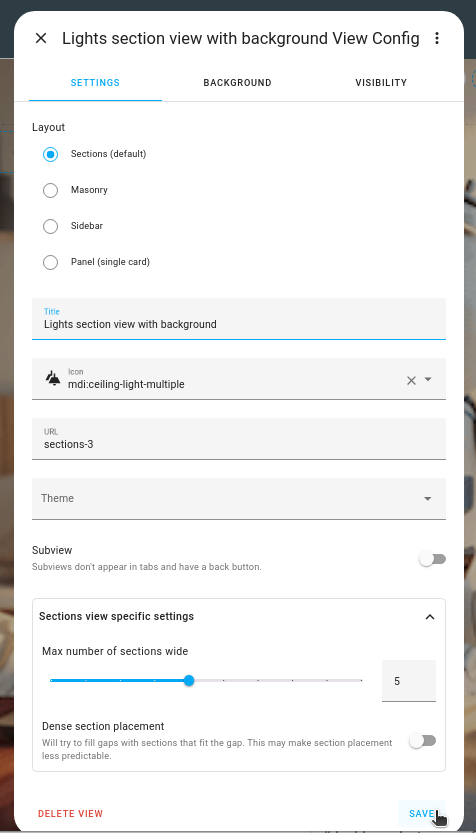 Lights section view with background View Config
SETTINGS
BACKGROUND
VISIBILITY
Layout
Sections (default)
Masonry
Sidebar
Panel (single card)
Title
Lights section view with background
Icon
mdi:ceiling-light-multiple
URL
sections-3
Theme
Subview
Subviews don't appear in tabs and have a back button.
Sections view specific settings
Max number of sections wide
5
Dense section placement
Will try to fill gaps with sections that fit the gap. This may make section placement
less predictable.
DELETE VIEW
SAVE